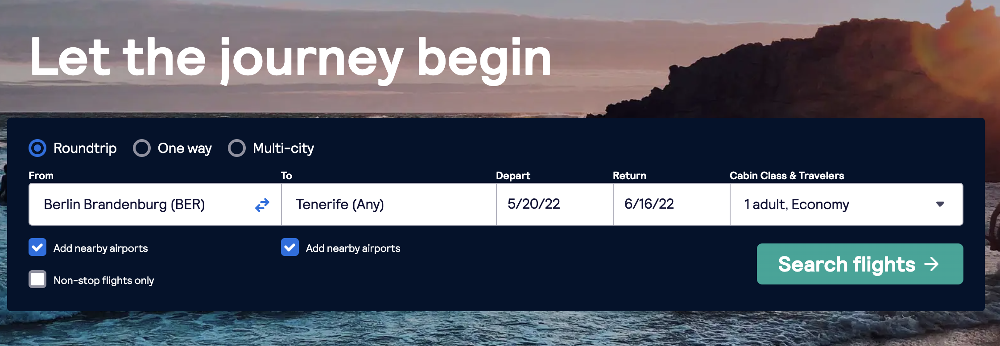 Let the journey begin
Roundtrip One way Multi-city
From To Depart Return Cabin Class & Travelers
Berlin Brandenburg (BER) Tenerife (Any) 5/20/22 6/16/22 1 adult, Economy
Add nearby airports Add nearby airports
Non-stop flights only
Search flights